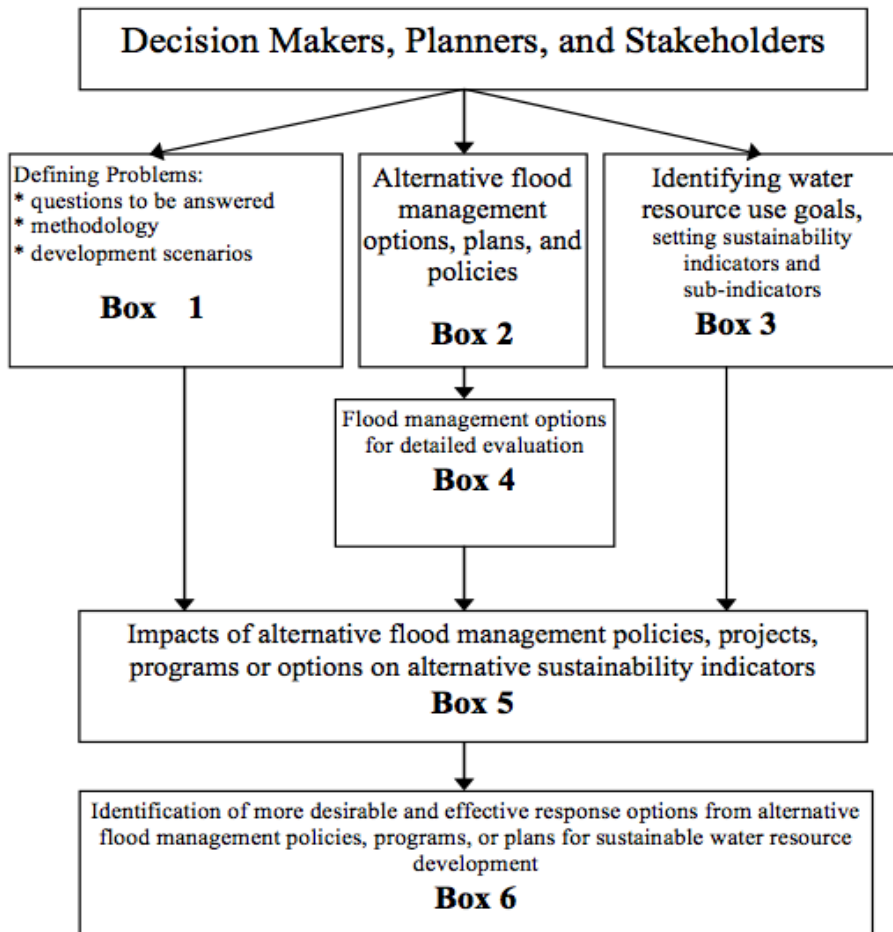 Decision Makers, Planners, and Stakeholders
Defining Problems:
* questions to be answered
* methodology
* development scenarios
Box 1
Alternative flood
management
options, plans, and
policies
Box 2
Identifying water
resource use goals,
setting sustainability
indicators and
sub-indicators
Box 3
Flood management options
for detailed evaluation
Box 4
Impacts of alternative flood management policies, projects,
programs or options on alternative sustainability indicators
Box 5
Identification of more desirable and effective response options from alternative
flood management policies, programs, or plans for sustainable water resource
development
Box 6